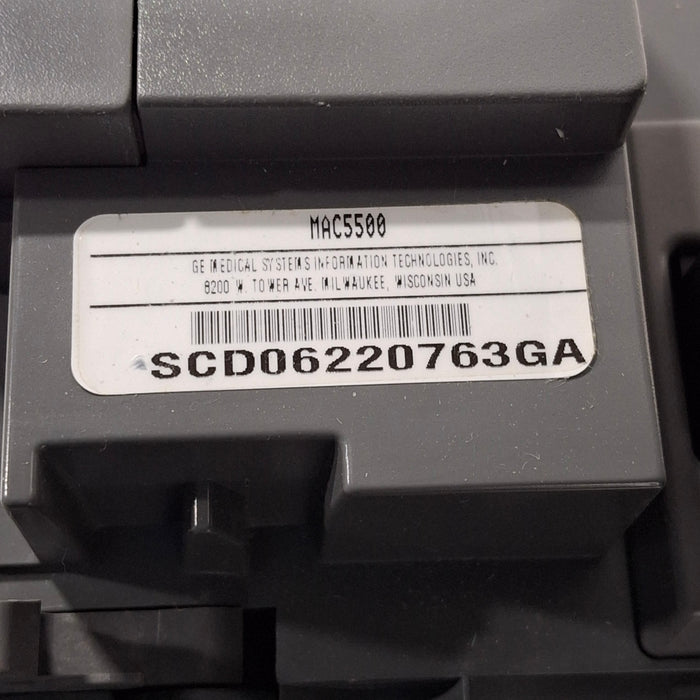 MAC5500
GE MEDICAL SYSTEMS INFORMATION TECHNOLOGIES, INC.
8200 W. TOWER AVE. MILWAUKEE, WISCONSIN USA
SCD06220763GA